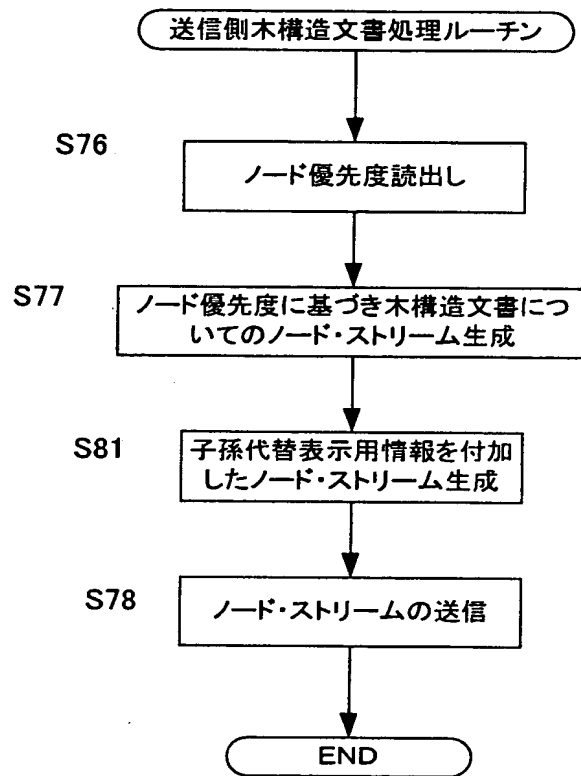 送信側木構造文書処理ルーチン
S76
ノード優先度読出し
S77
ノード優先度に基づき木構造文書につ
いてのノード・ストリーム生成
S81
子孫代替表示用情報を付加
したノード・ストリーム生成
S78
ノード・ストリームの送信
END